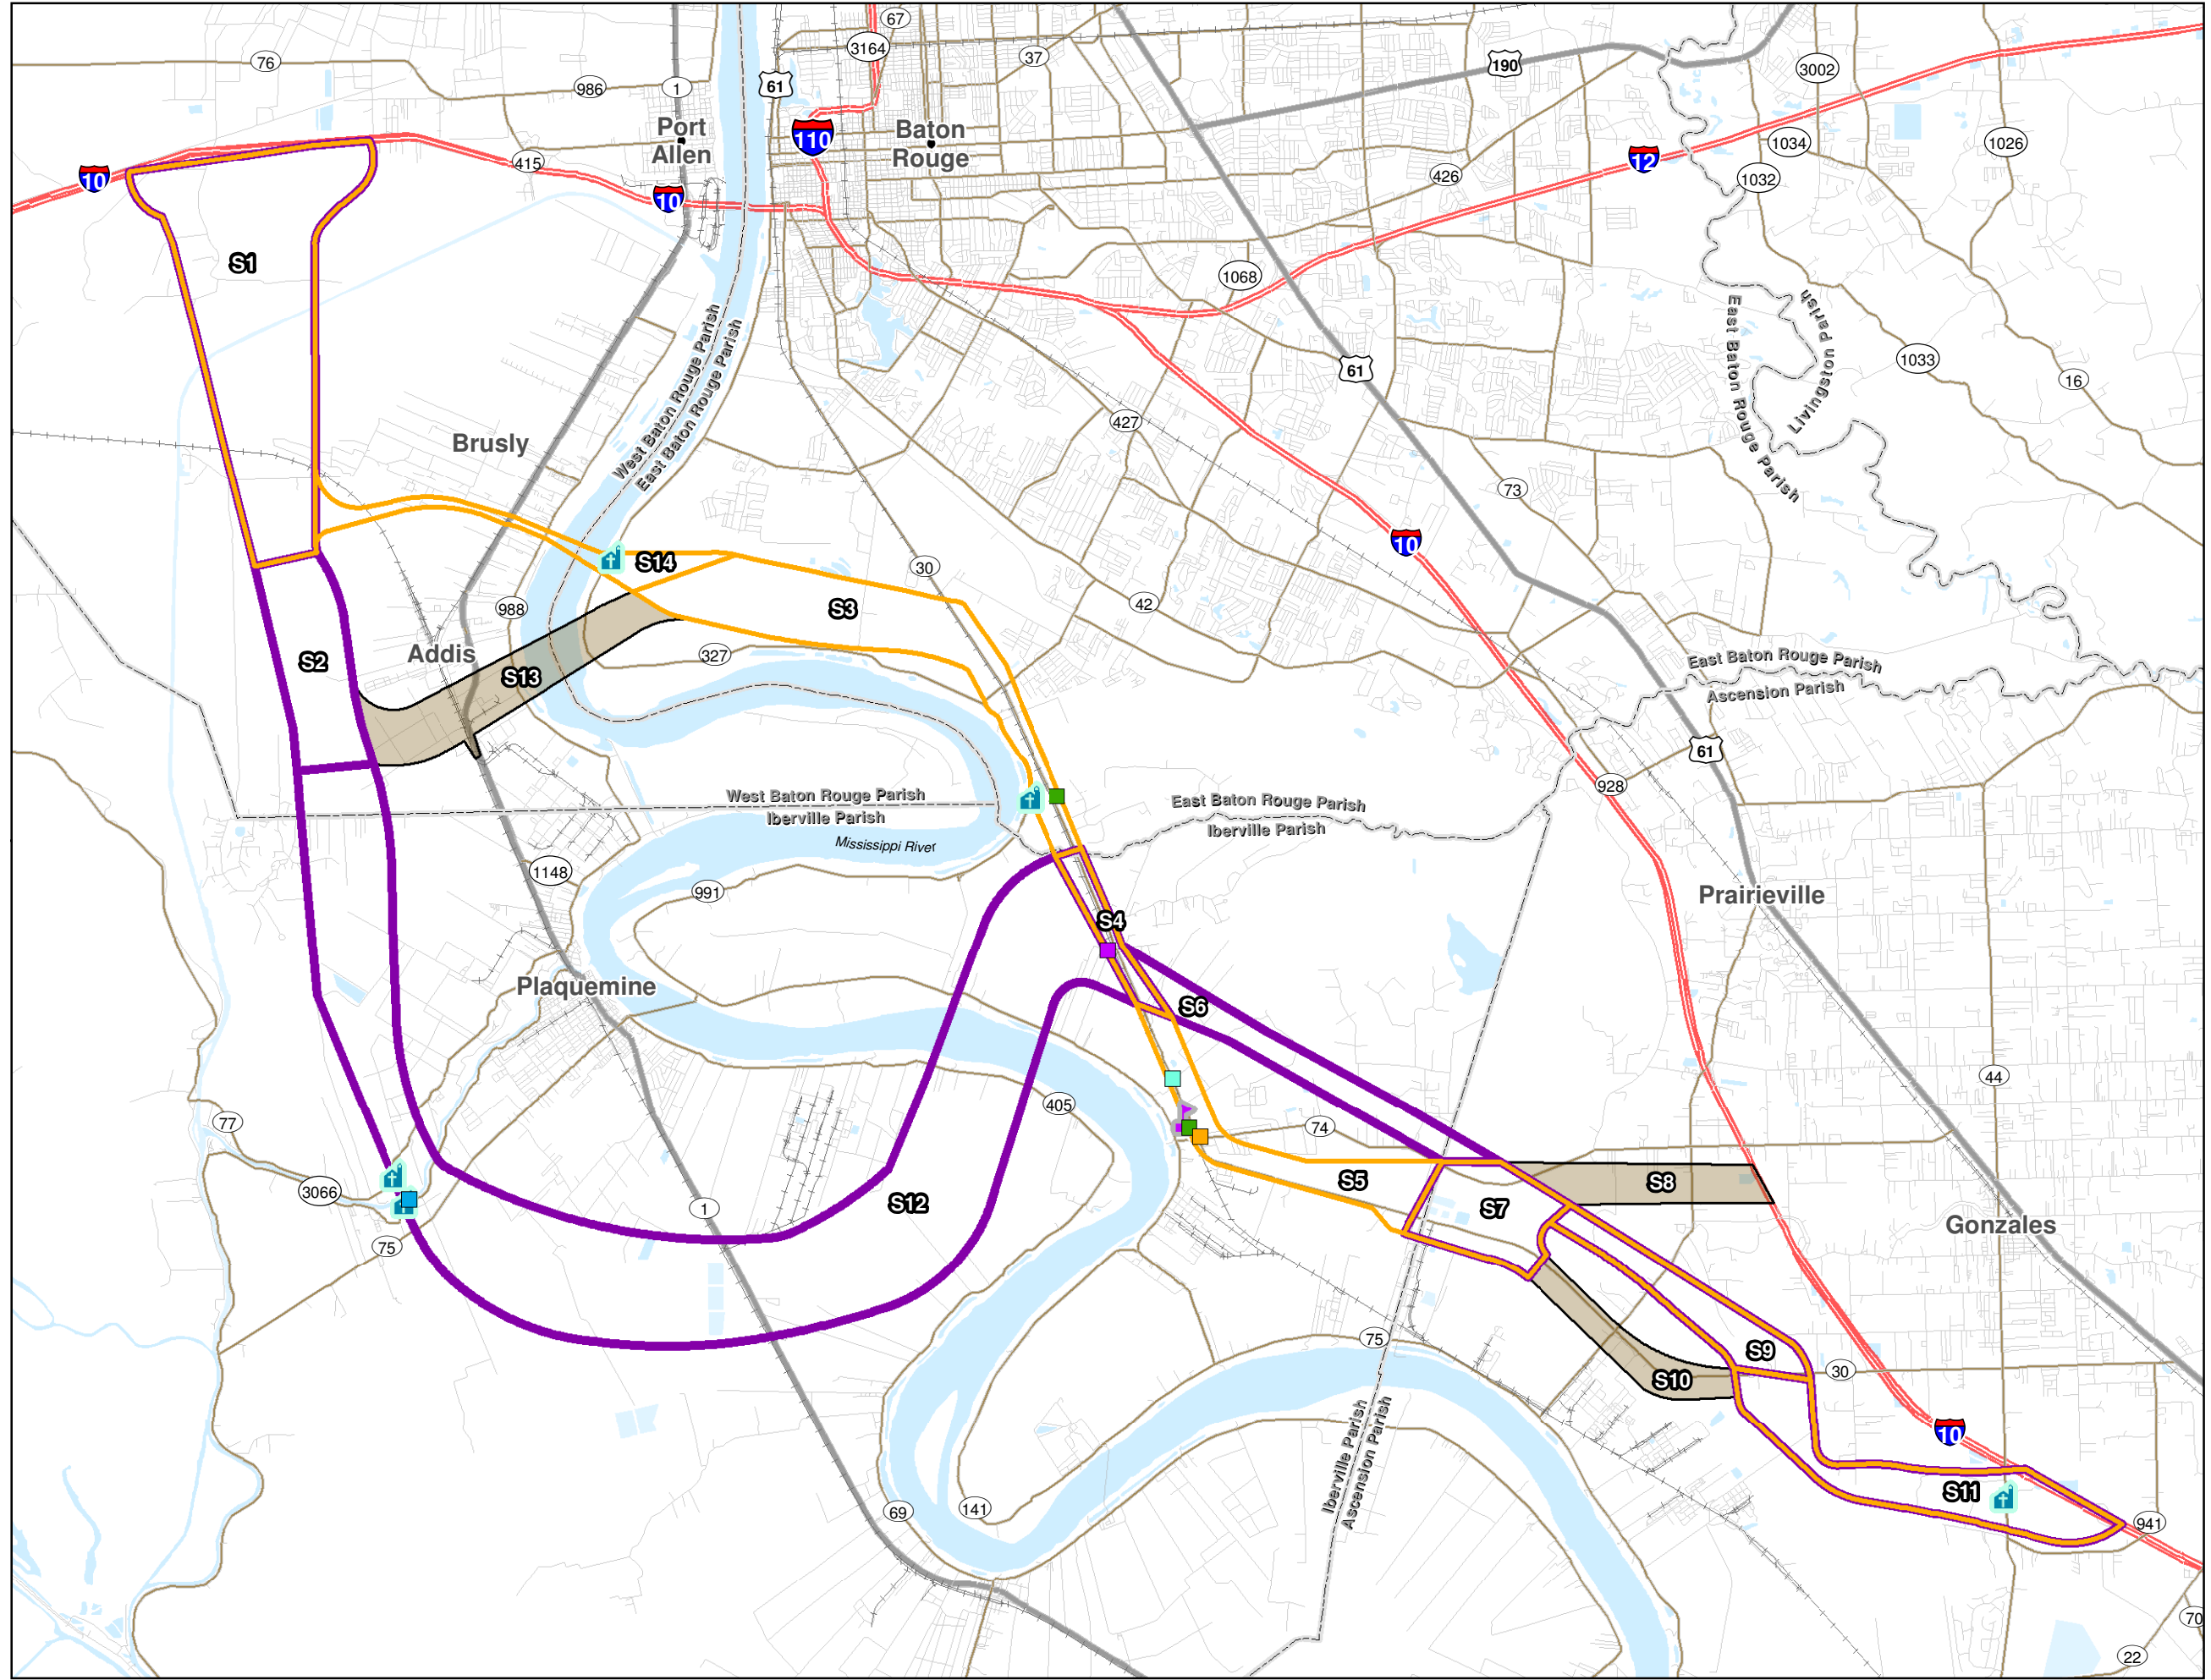 67
3164
37
76
61
190
3002
986
1
110
Port
Allen
Baton
Rouge
1034
1026
415
12
10
10
426
1032
S1
1068
West Baton Rouge Parish
East Baton Rouge Parish
East Baton Rouge Parish
Livingston Parish
61
1033
16
427
Brusly
73
10
S14
30
988
S3
42
S2
Addis
327
S13
East Baton Rouge Parish
Ascension Parish
61
928
West Baton Rouge Parish
Iberville Parish
East Baton Rouge Parish
Iberville Parish
Mississippi River
1148
991
Prairieville
S4
Plaquemine
S6
44
405
77
74
3066
S5
S8
1
S12
S7
Gonzales
75
75
S9
30
S10
Iberville Parish
Ascension Parish
10
S11
69
141
941
70
22